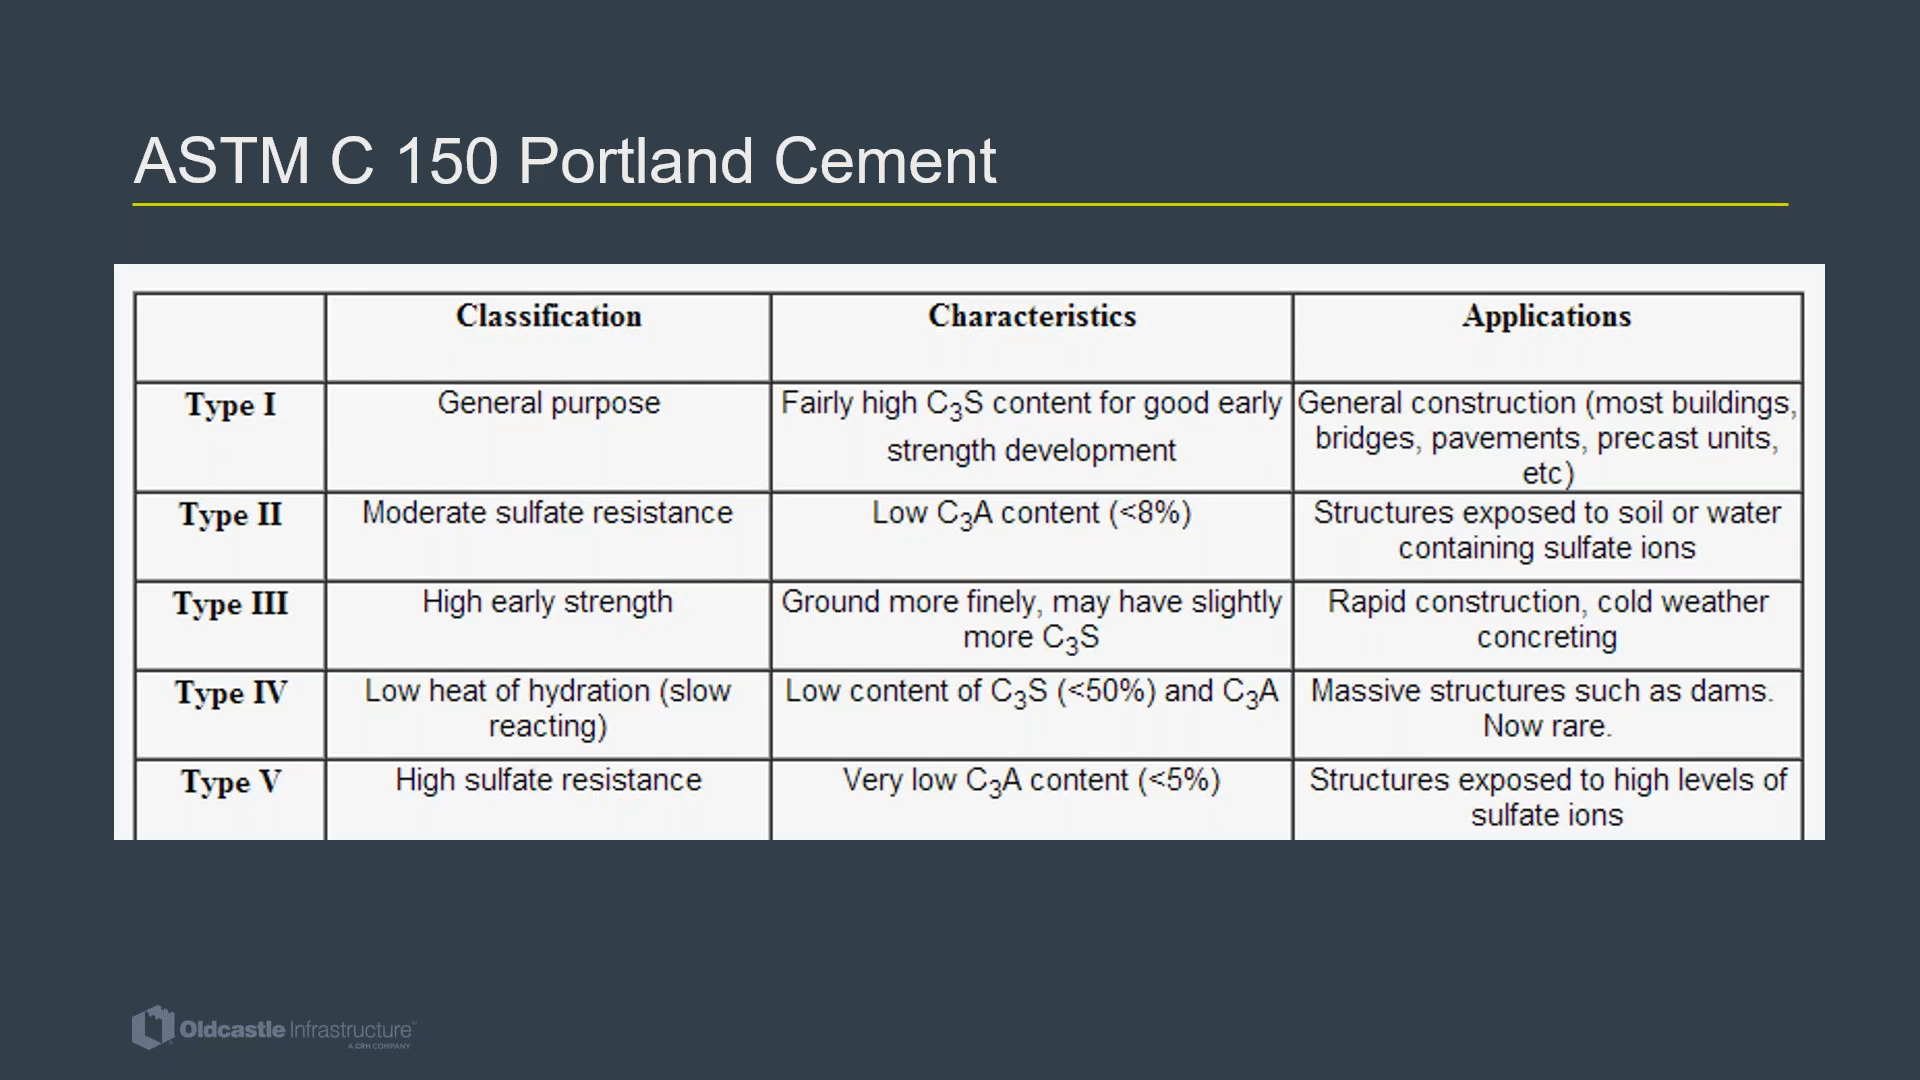 ASTM C 150 Portland Cement
Classification
Characteristics
Applications
Type I
General purpose
Fairly high C3S content for good early
strength development
General construction (most buildings,
bridges, pavements, precast units,
etc)
Type II
Moderate sulfate resistance
Low C3A content (<8%)
Structures exposed to soil or water
containing sulfate ions
Type III
High early strength
Ground more finely, may have slightly
more C3S
Rapid construction, cold weather
concreting
Type IV
Low heat of hydration (slow
reacting)
Low content of C3S (<50%) and C3A
Massive structures such as dams.
Now rare.
Type V
High sulfate resistance
Very low C3A content (<5%)
Structures exposed to high levels of
sulfate ions
Oldcastle Infrastructure™
A CRH COMPANY